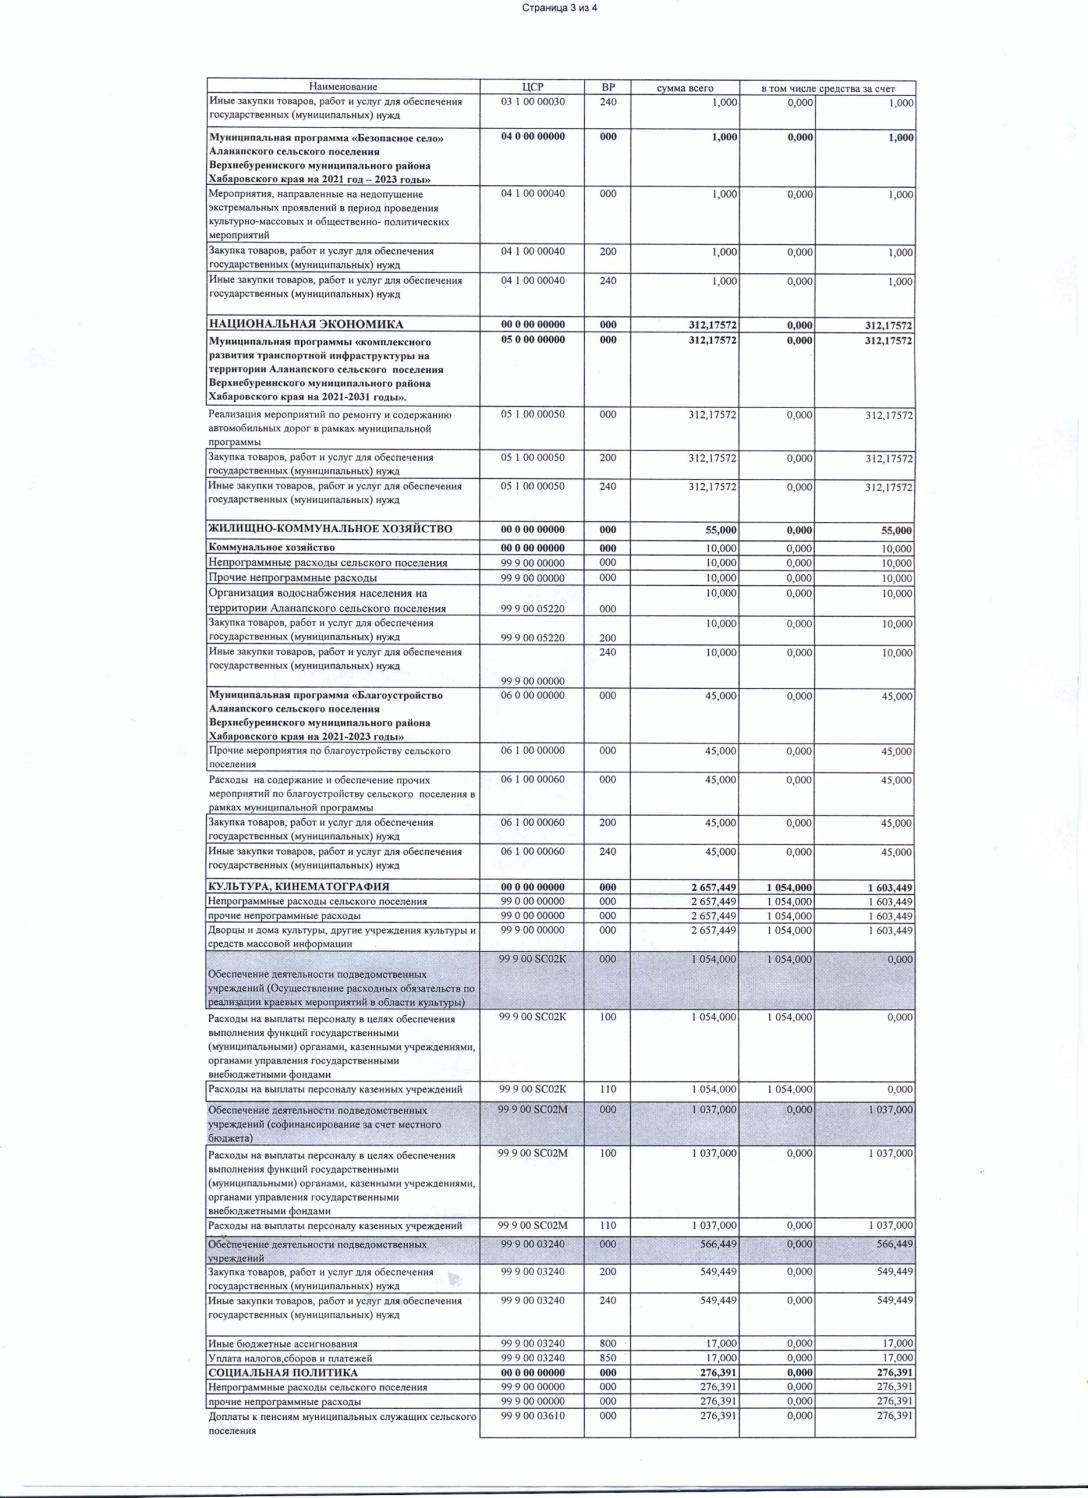 Страница 3 из 4
Наименование ЦСР ВР сумма всего в том числе средства за счет
Иные закупки товаров, работ и услуг для обеспечения 03 1 00 00030 240 1,000 0,000 1,000
государственных (муниципальных) нужд
Муниципальная программа «Безопасное село» 04 0 00 00000 000 1,000 0,000 1,000
Аланапского сельского поселения
Верхнебуреинского муниципального района
Хабаровского края на 2021 год – 2023 годы»
Мероприятия, направленные на недопущение 04 1 00 00040 000 1,000 0,000 1,000
экстремальных проявлений в период проведения
культурно-массовых и общественно- политических
мероприятий
Закупка товаров, работ и услуг для обеспечения 04 1 00 00040 200 1,000 0,000 1,000
государственных (муниципальных) нужд
Иные закупки товаров, работ и услуг для обеспечения 04 1 00 00040 240 1,000 0,000 1,000
государственных (муниципальных) нужд
НАЦИОНАЛЬНАЯ ЭКОНОМИКА 00 0 00 00000 000 312,17572 0,000 312,17572
Муниципальная программы «комплексного 05 0 00 00000 000 312,17572 0,000 312,17572
развития транспортной инфраструктуры на
территории Аланапского сельского поселения
Верхнебуреинского муниципального района
Хабаровского края на 2021-2031 годы».
Реализация мероприятий по ремонту и содержанию 05 1 00 00050 000 312,17572 0,000 312,17572
автомобильных дорог в рамках муниципальной
программы
Закупка товаров, работ и услуг для обеспечения 05 1 00 00050 200 312,17572 0,000 312,17572
государственных (муниципальных) нужд
Иные закупки товаров, работ и услуг для обеспечения 05 1 00 00050 240 312,17572 0,000 312,17572
государственных (муниципальных) нужд
ЖИЛИЩНО-КОММУНАЛЬНОЕ ХОЗЯЙСТВО 00 0 00 00000 000 55,000 0,000 55,000
Коммунальное хозяйство 00 0 00 00000 000 10,000 0,000 10,000
Непрограммные расходы сельского поселения 99 9 00 00000 000 10,000 0,000 10,000
Прочие непрограммные расходы 99 9 00 00000 000 10,000 0,000 10,000
Организация водоснабжения населения на 10,000 0,000 10,000
территории Аланапского сельского поселения 99 9 00 05220 000
Закупка товаров, работ и услуг для обеспечения 10,000 0,000 10,000
государственных (муниципальных) нужд 99 9 00 05220 200
Иные закупки товаров, работ и услуг для обеспечения 240 10,000 0,000 10,000
государственных (муниципальных) нужд
99 9 00 00000
Муниципальная программа «Благоустройство 06 0 00 00000 000 45,000 0,000 45,000
Аланапского сельского поселения
Верхнебуреинского муниципального района
Хабаровского края на 2021-2023 годы»
Прочие мероприятия по благоустройству сельского 06 1 00 00000 000 45,000 0,000 45,000
поселения
Расходы на содержание и обеспечение прочих 06 1 00 00060 000 45,000 0,000 45,000
мероприятий по благоустройству сельского поселения в
рамках муниципальной программы
Закупка товаров, работ и услуг для обеспечения 06 1 00 00060 200 45,000 0,000 45,000
государственных (муниципальных) нужд
Иные закупки товаров, работ и услуг для обеспечения 06 1 00 00060 240 45,000 0,000 45,000
государственных (муниципальных) нужд
КУЛЬТУРА, КИНЕМАТОГРАФИЯ 00 0 00 00000 000 2 657,449 1 054,000 1 603,449
Непрограммные расходы сельского поселения 99 0 00 00000 000 2 657,449 1 054,000 1 603,449
прочие непрограммные расходы 99 0 00 00000 000 2 657,449 1 054,000 1 603,449
Дворцы и дома культуры, другие учреждения культуры и 99 9 00 00000 000 2 657,449 1 054,000 1 603,449
средств массовой информации
99 9 00 SC02K 000 1 054,000 1 054,000 0,000
Обеспечение деятельности подведомственных
учреждений (Осуществление расходных обязательств по
реализации краевых мероприятий в области культуры)
Расходы на выплаты персоналу в целях обеспечения 99 9 00 SC02K 100 1 054,000 1 054,000 0,000
выполнения функций государственными
(муниципальными) органами, казенными учреждениями,
органами управления государственными
внебюджетными фондами
Расходы на выплаты персоналу казенных учреждений 99 9 00 SC02K 110 1 054,000 1 054,000 0,000
Обеспечение деятельности подведомственных 99 9 00 SC02M 000 1 037,000 0,000 1 037,000
учреждений (софинансирование за счет местного
бюджета)
Расходы на выплаты персоналу в целях обеспечения 99 9 00 SC02M 100 1 037,000 0,000 1 037,000
выполнения функций государственными
(муниципальными) органами, казенными учреждениями,
органами управления государственными
внебюджетными фондами
Расходы на выплаты персоналу казенных учреждений 99 9 00 SC02M 110 1 037,000 0,000 1 037,000
Обеспечение деятельности подведомственных 99 9 00 03240 000 566,449 0,000 566,449
учреждений
Закупка товаров, работ и услуг для обеспечения 99 9 00 03240 200 549,449 0,000 549,449
государственных (муниципальных) нужд
Иные закупки товаров, работ и услуг для обеспечения 99 9 00 03240 240 549,449 0,000 549,449
государственных (муниципальных) нужд
Иные бюджетные ассигнования 99 9 00 03240 800 17,000 0,000 17,000
Уплата налогов,сборов и платежей 99 9 00 03240 850 17,000 0,000 17,000
СОЦИАЛЬНАЯ ПОЛИТИКА 00 0 00 00000 000 276,391 0,000 276,391
Непрограммные расходы сельского поселения 99 9 00 00000 000 276,391 0,000 276,391
прочие непрограммные расходы 99 9 00 00000 000 276,391 0,000 276,391
Доплаты к пенсиям муниципальных служащих сельского 99 9 00 03610 000 276,391 0,000 276,391
поселения